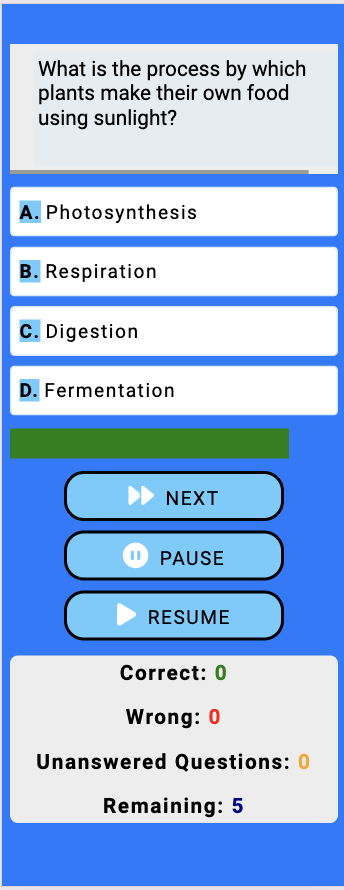 What is the process by which
plants make their own food
using sunlight?
A. Photosynthesis
B. Respiration
C. Digestion
D. Fermentation
NEXT
PAUSE
RESUME
Correct: 0
Wrong: 0
Unanswered Questions: 0
Remaining: 5